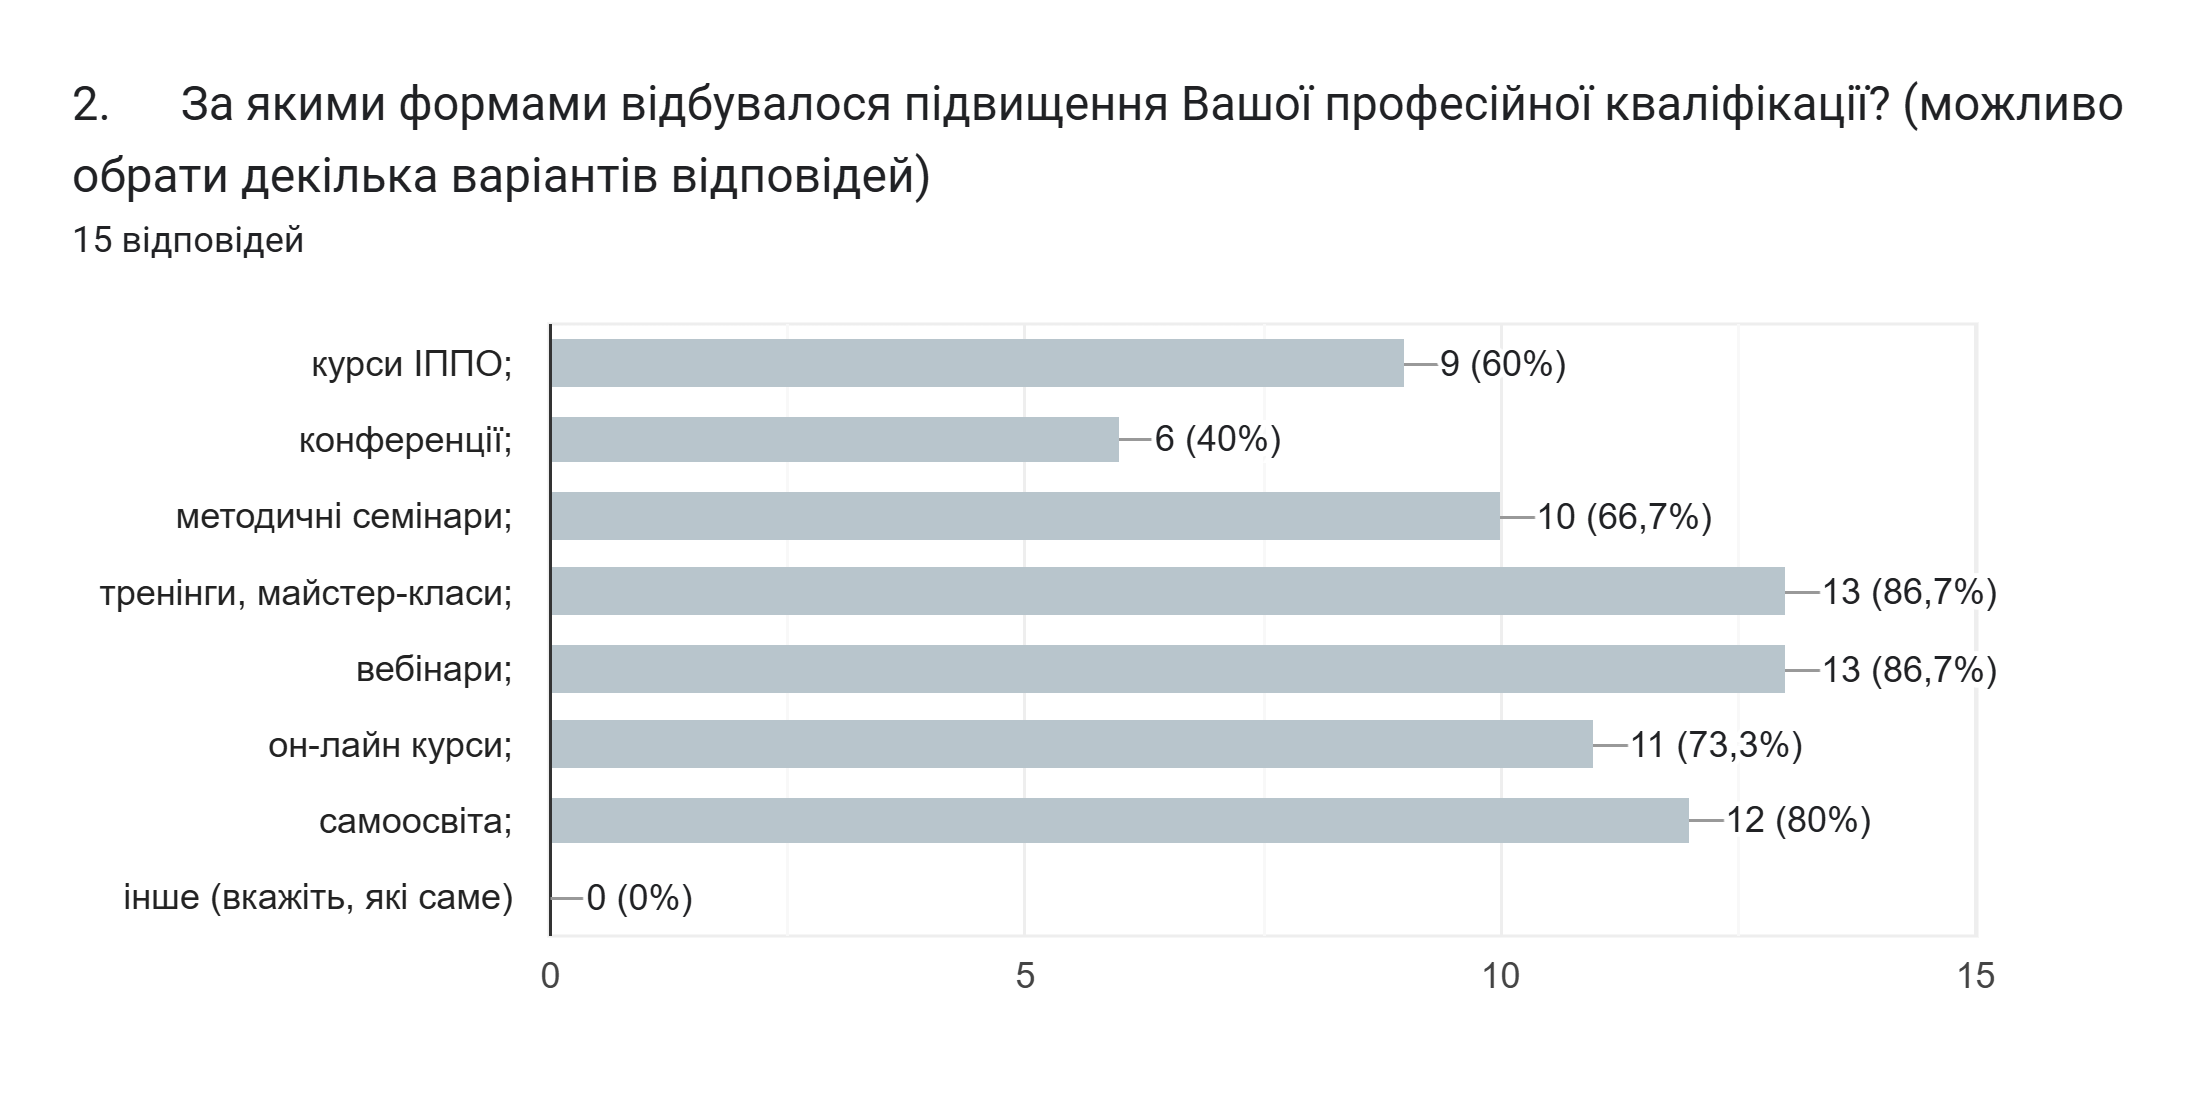 2. За якими формами відбувалося підвищення Вашої професійної кваліфікації? (можливо
обрати декілька варіантів відповідей)
15 відповідей
курси ІППО; 9 (60%)
конференції; 6 (40%)
методичні семінари; 10 (66,7%)
тренінги, майстер-класи; 13 (86,7%)
вебінари; 13 (86,7%)
он-лайн курси; 11 (73,3%)
самоосвіта; 12 (80%)
інше (вкажіть, які саме) 0 (0%)
0 5 10 15